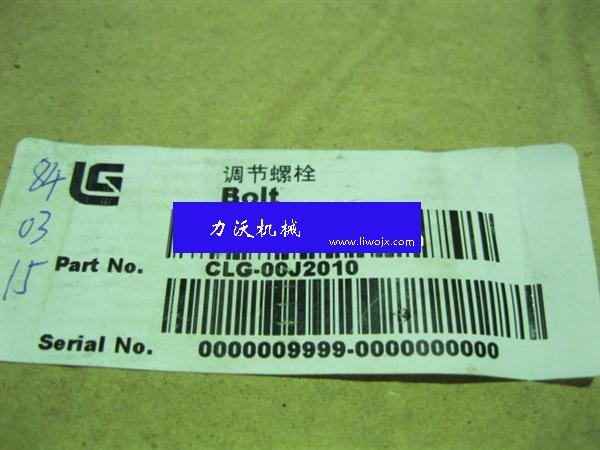 84
03
15
LG
调节螺栓
Bolt
力沃机械
www.liwojx.com
Part No. CLG-00J2010
Serial No. 0000009999-0000000000